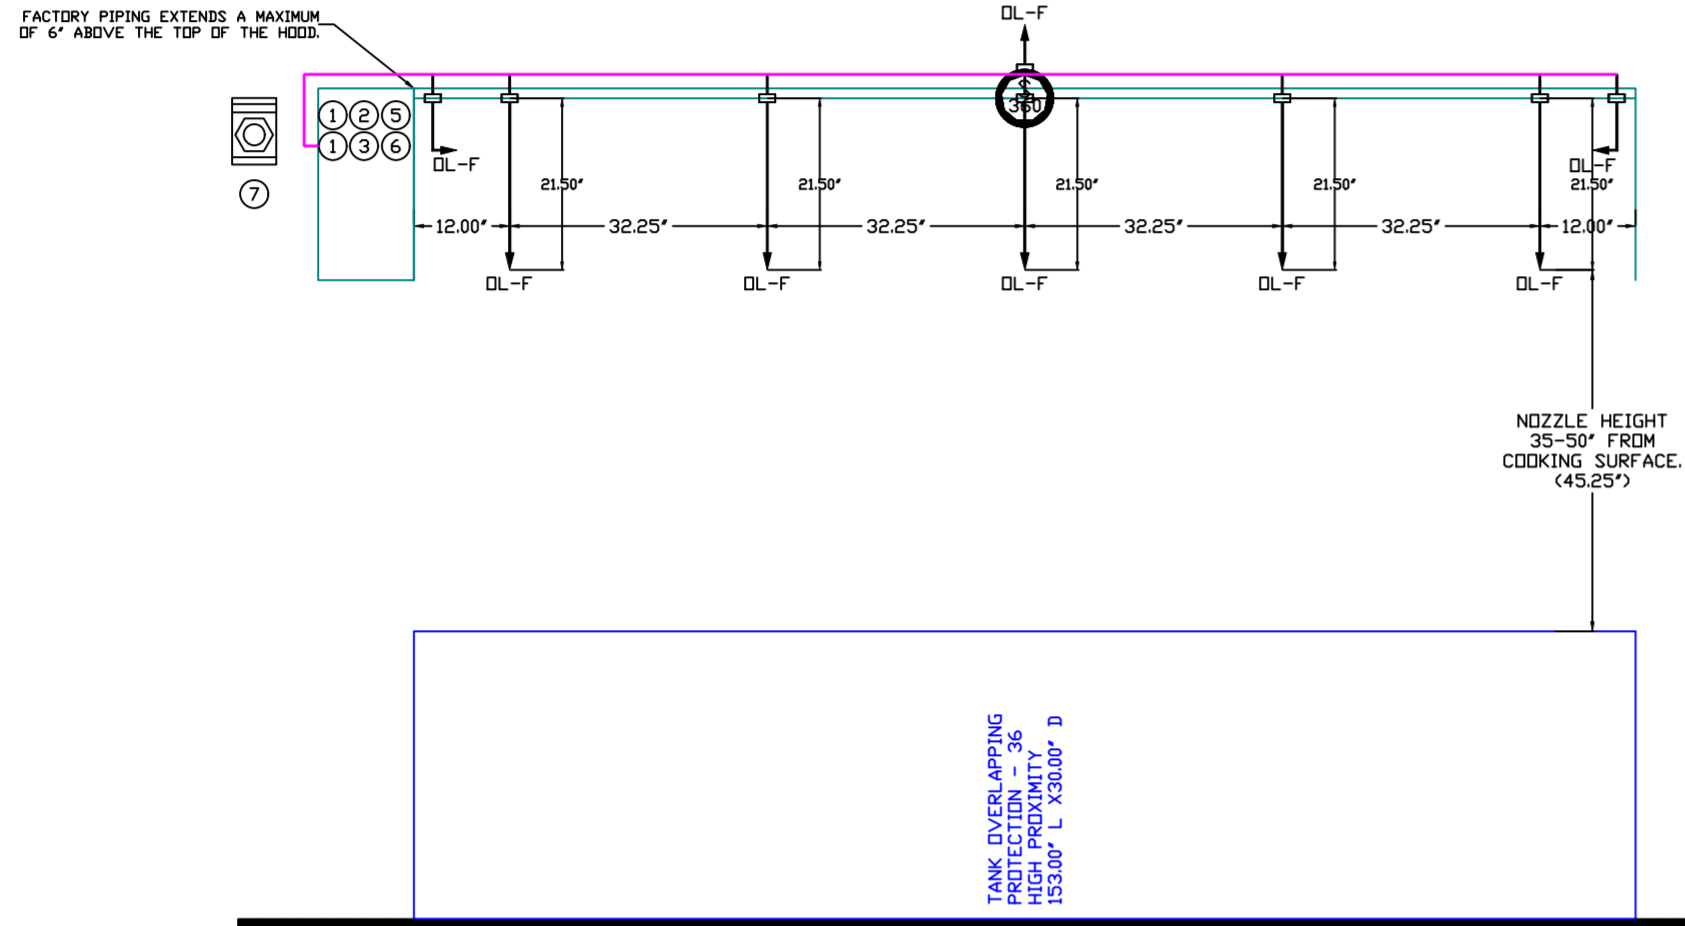 FACTORY PIPING EXTENDS A MAXIMUM
OF 6" ABOVE THE TOP OF THE HOOD.
OL-F
360
1 2 5
1 3 6
7
OL-F
OL-F
21.50" 21.50" 21.50" 21.50" 21.50"
12.00" 32.25" 32.25" 32.25" 32.25" 12.00"
OL-F OL-F OL-F OL-F OL-F
NOZZLE HEIGHT
35-50" FROM
COOKING SURFACE.
(45.25")
TANK OVERLAPPING
PROTECTION - 36
HIGH PROXIMITY
153.00" L X30.00" D